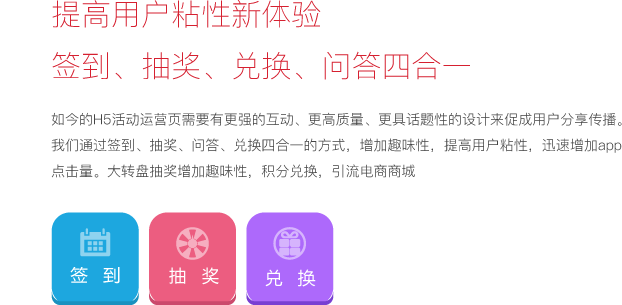 提高用户粘性新体验
签到、抽奖、兑换、问答四合一
如今的H5活动运营页需要有更强的互动、更高质量、更具话题性的设计来促成用户分享传播。
我们通过签到、抽奖、问答、兑换四合一的方式，增加趣味性，提高用户粘性，迅速增加app
点击量。大转盘抽奖增加趣味性，积分兑换，引流电商商城
签 到 抽 奖 兑 换